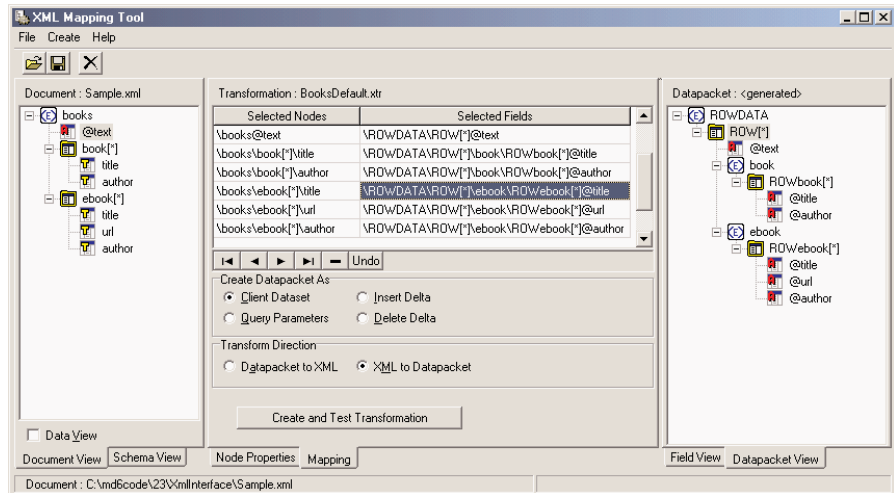 XML Mapping Tool
File Create Help
Document : Sample.xml
books
@text
book[*]
title
author
ebook[*]
title
url
author
Data View
Document View Schema View
Transformation : BooksDefault.xtr
Selected Nodes Selected Fields
\books@text \ROWDATA\ROW[*]@text
\books\book[*]\title \ROWDATA\ROW[*]\book\ROWbook[*]@title
\books\book[*]\author \ROWDATA\ROW[*]\book\ROWbook[*]@author
\books\ebook[*]\title \ROWDATA\ROW[*]\ebook\ROWebook[*]@title
\books\ebook[*]\url \ROWDATA\ROW[*]\ebook\ROWebook[*]@url
\books\ebook[*]\author \ROWDATA\ROW[*]\ebook\ROWebook[*]@author
Undo
Create Datapacket As
Client Dataset Insert Delta
Query Parameters Delete Delta
Transform Direction
Datapacket to XML XML to Datapacket
Create and Test Transformation
Node Properties Mapping
Datapacket : <generated>
ROWDATA
ROW[*]
@text
book
ROWbook[*]
@title
@author
ebook
ROWebook[*]
@title
@url
@author
Field View Datapacket View
Document : C:\md6code\23\XmlInterface\Sample.xml